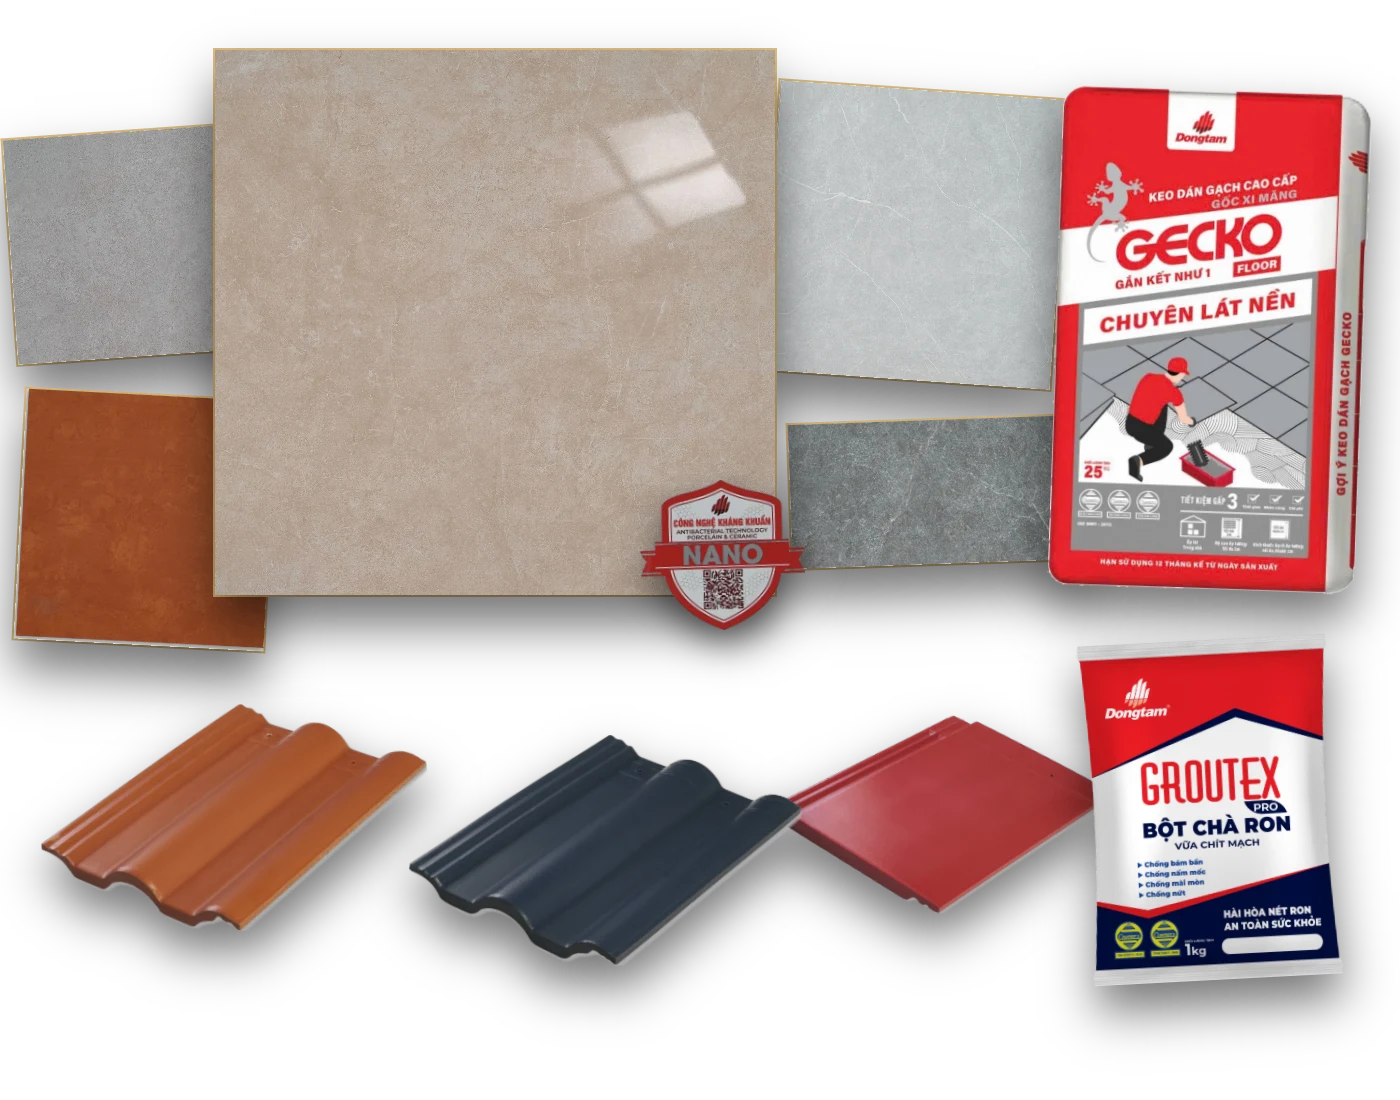 Dongtam
KEO DÁN GẠCH CAO CẤP
GỐC XI MĂNG
GECKO
FLOOR
GẮN KẾT NHƯ 1
CHUYÊN LÁT NỀN
25
TIẾT KIỆM GẤP 3
HẠN SỬ DỤNG 12 THÁNG KỂ TỪ NGÀY SẢN XUẤT
GỢI Ý KEO DÁN GẠCH GECKO
CÔNG NGHỆ KHÁNG KHUẨN
ANTIBACTERIAL TECHNOLOGY
PORCELAIN & CERAMIC
NANO
Dongtam
GROUTEX
PRO
BỘT CHÀ RON
VỮA CHÍT MẠCH
Chống bám bẩn
Chống nấm mốc
Chống mài mòn
Chống nứt
HÀI HÒA NÉT RON
AN TOÀN SỨC KHỎE
1kg